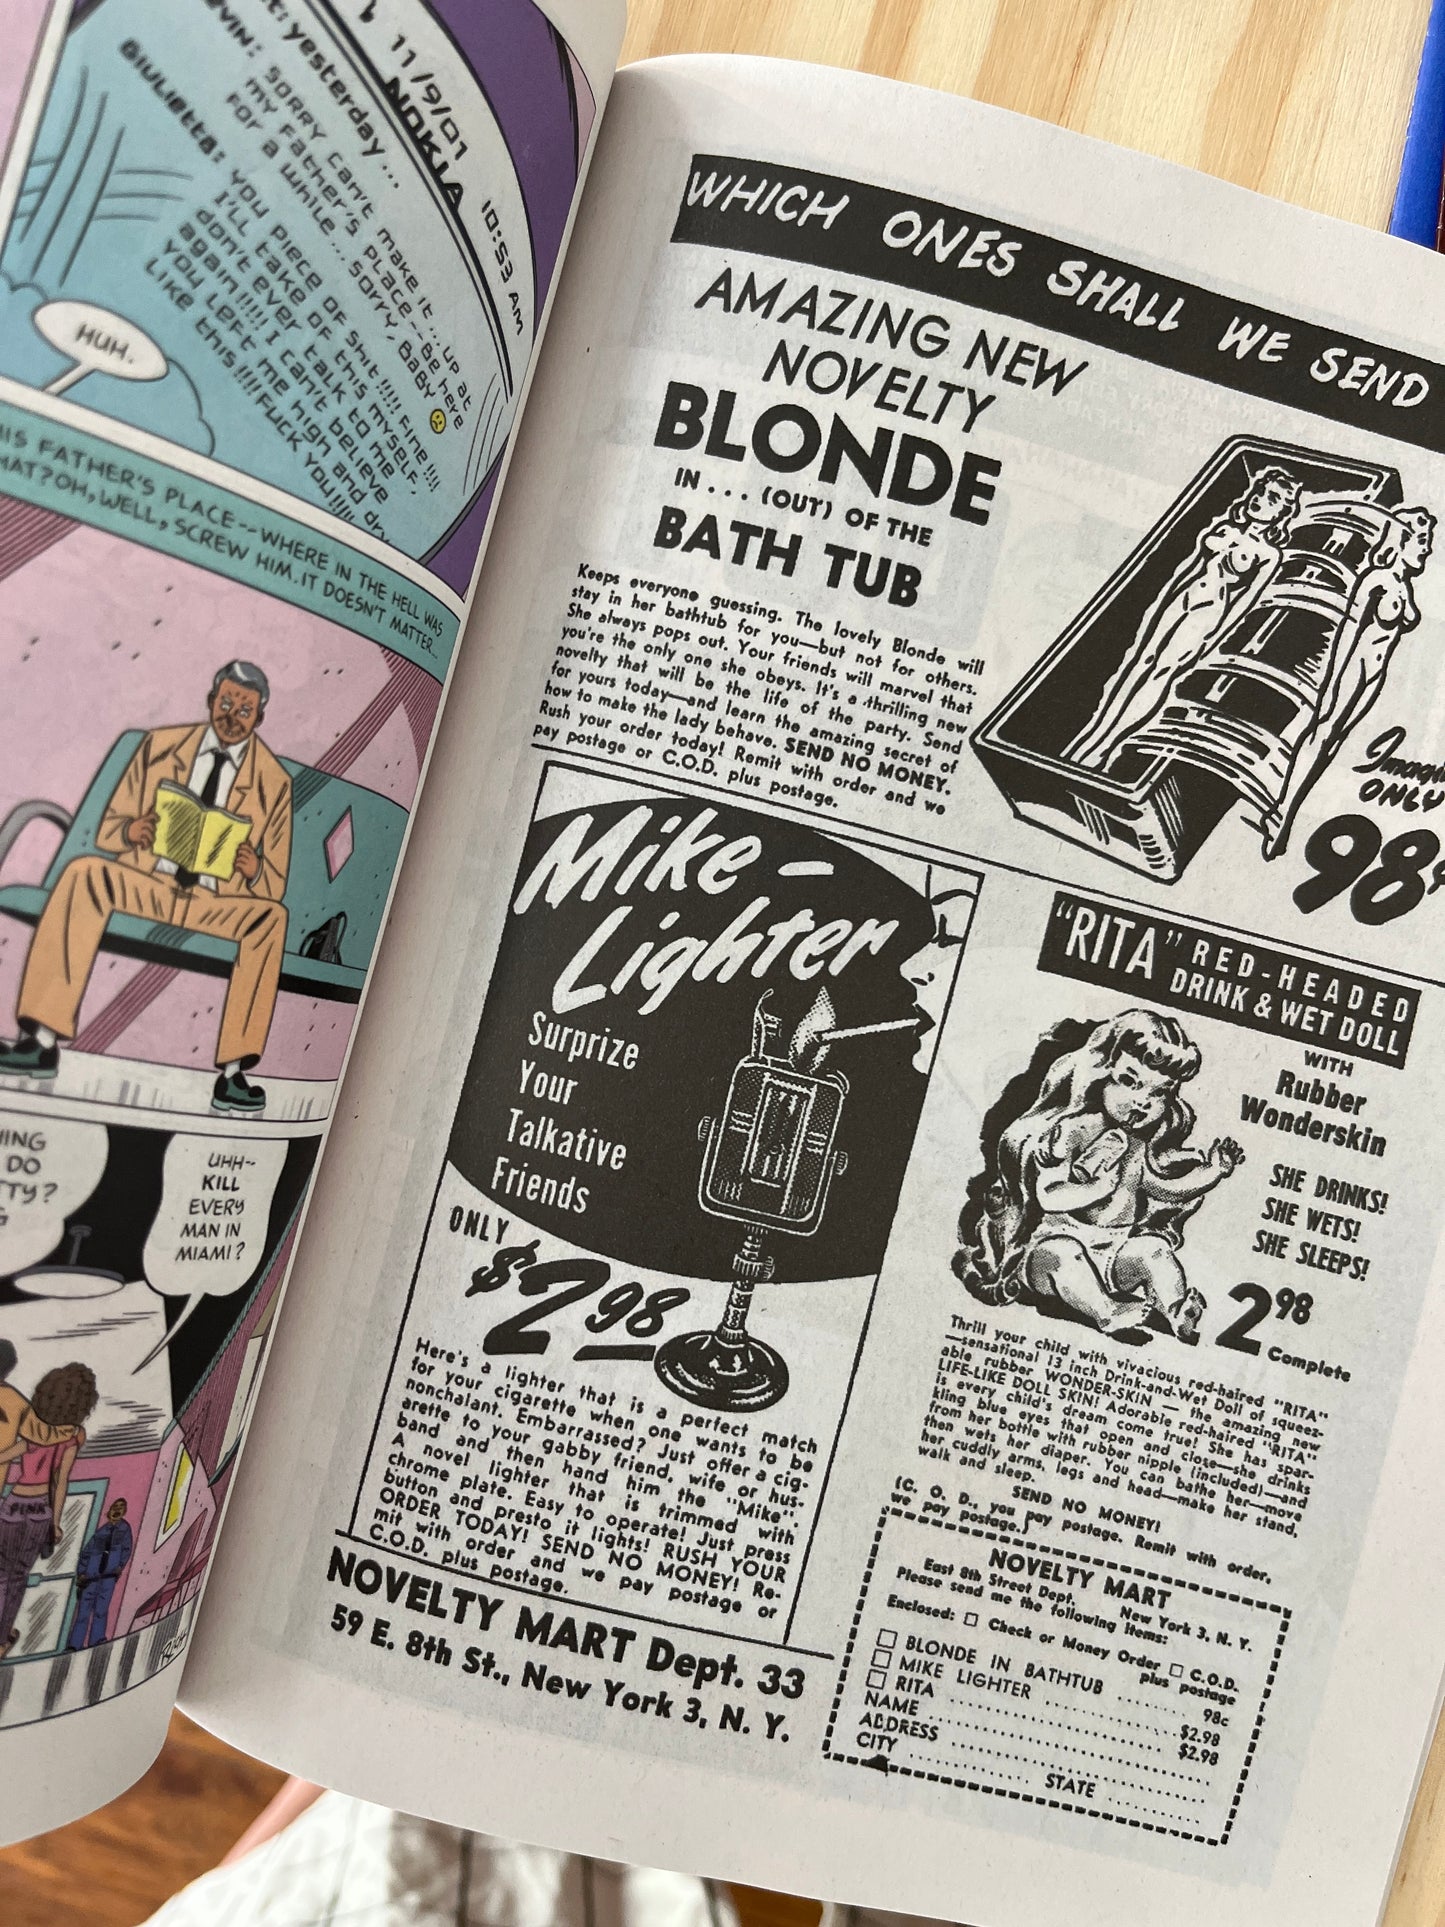 11/9/01
NOKIA
10:53 AM
yesterday...
SORRY can't make it... up at
my father's place--be here
for a while... sorry, baby
GIULIETTA: YOU piece of shit!!!!! Fine!!!!
I'll take care of this myself,
don't ever talk to me
again!!!!! I can't believe
you left me high and dry
like this!!!!!Fuck you!!!!!
HUH.
HIS FATHER'S PLACE--WHERE IN THE HELL WAS
THAT? OH, WELL, SCREW HIM. IT DOESN'T MATTER...
DO
UHH--
KILL
EVERY
MAN IN
MIAMI?
PINK
WHICH ONES SHALL WE SEND
AMAZING NEW
NOVELTY
BLONDE
IN... (OUT) OF THE
BATH TUB
Keeps everyone guessing. The lovely Blonde will
stay in her bathtub for you—but not for others.
She always pops out. Your friends will marvel that
you're the only one she obeys. It's a thrilling new
novelty that will be the life of the party. Send
for yours today—and learn the amazing secret of
how to make the lady behave. SEND NO MONEY.
Rush your order today! Remit with order and we
pay postage or C.O.D. plus postage.
ONLY
98¢
Mike-
Lighter
Surprize
Your
Talkative
Friends
ONLY
$2.98
Here's a lighter that is a perfect match
for your cigarette when one wants to be
nonchalant. Embarrassed? Just offer a cig-
arette to your gabby friend, wife or hus-
band and then hand him the "Mike".
A novel lighter that is trimmed with
chrome plate. Easy to operate! Just press
button and presto it lights! RUSH YOUR
ORDER TODAY! SEND NO MONEY! Re-
mit with order and we pay postage or
C.O.D. plus postage.
NOVELTY MART Dept. 33
59 E. 8th St., New York 3, N. Y.
"RITA" RED-HEADED
DRINK & WET DOLL
WITH
Rubber
Wonderskin
SHE DRINKS!
SHE WETS!
SHE SLEEPS!
2.98
Complete
Thrill your child with vivacious red-haired "RITA"
—sensational 13 inch Drink-and-Wet Doll of squeez-
able rubber WONDER-SKIN — the amazing new
LIFE-LIKE DOLL SKIN! Adorable red-haired "RITA"
is every child's dream come true! She has spar-
kling blue eyes that open and close—she drinks
from her bottle with rubber nipple (included)—and
then wets her diaper. You can bathe her—move
her cuddly arms, legs and head—make her stand,
walk and sleep.
SEND NO MONEY!
(C. O. D., you pay postage. Remit with order,
we pay postage.)
NOVELTY MART
East 8th Street Dept. New York 3, N. Y.
Please send me the following items:
Enclosed: Check or Money Order C.O.D.
plus postage
BLONDE IN BATHTUB ........ 98c
MIKE LIGHTER .................. $2.98
RITA .............................. $2.98
NAME ..............................
ADDRESS ..............................
CITY .............. STATE ............